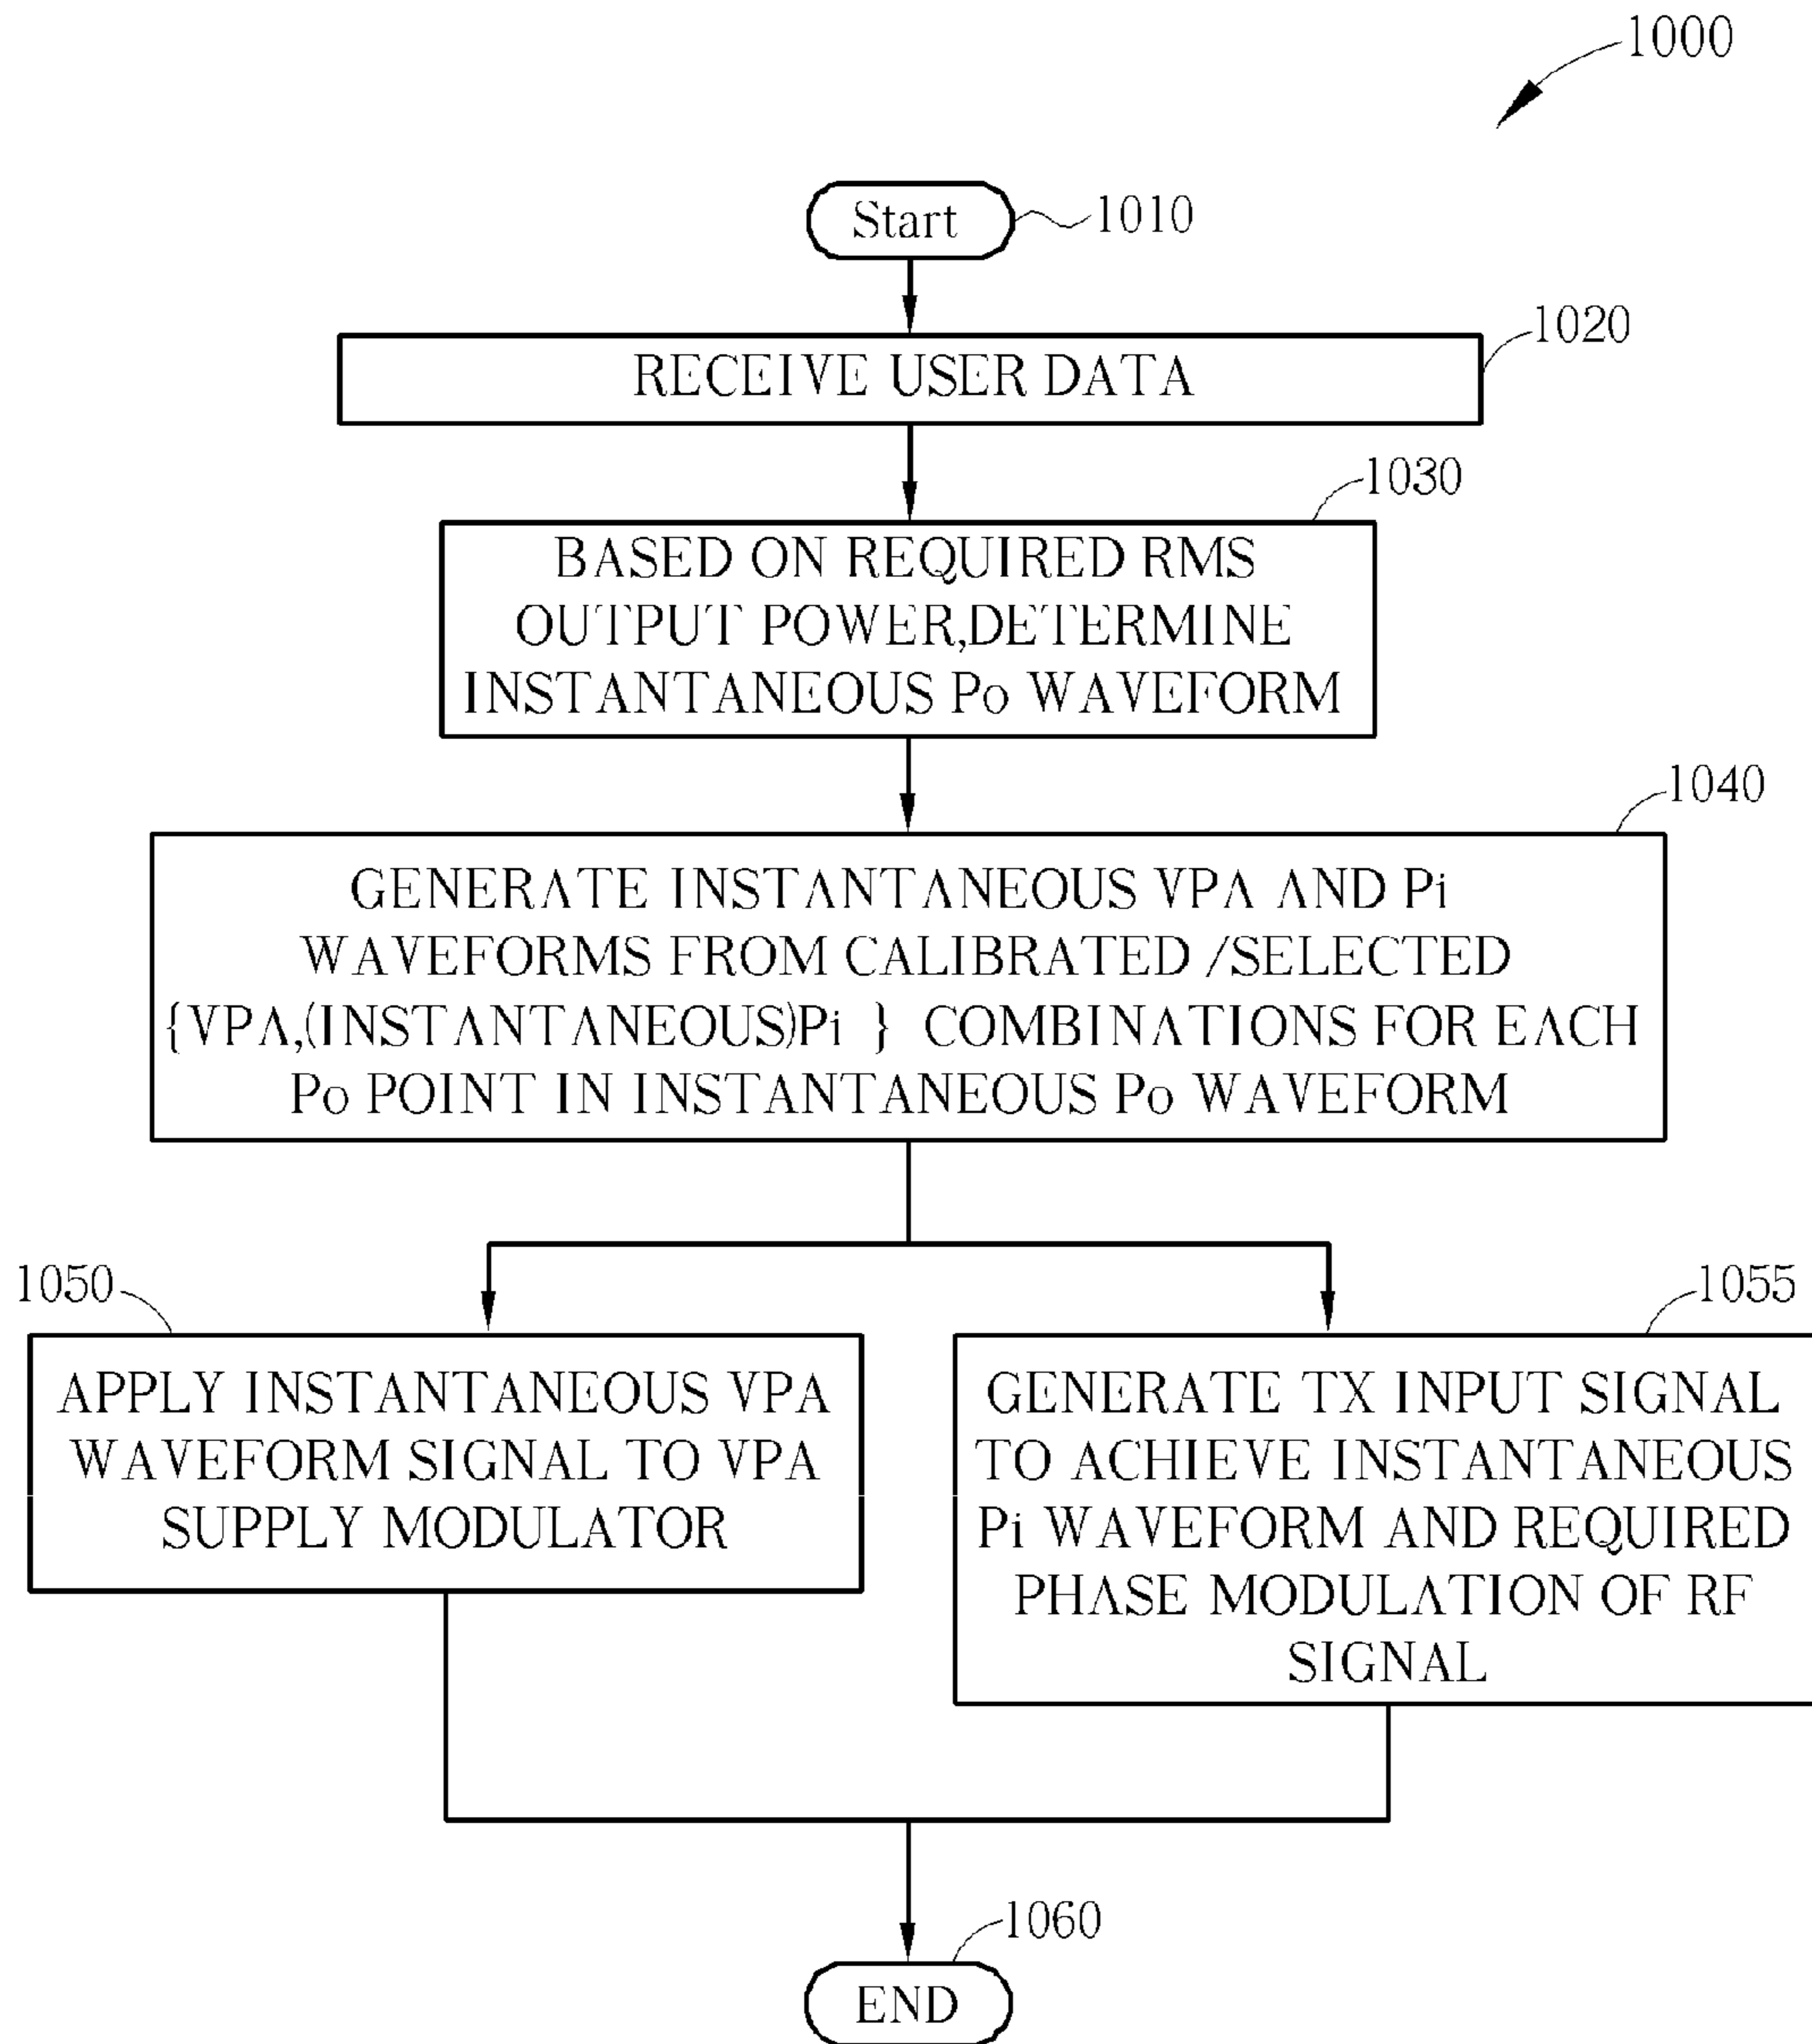 1000
Start
1010
1020
RECEIVE USER DATA
1030
BASED ON REQUIRED RMS
OUTPUT POWER,DETERMINE
INSTANTANEOUS Po WAVEFORM
1040
GENERATE INSTANTANEOUS VPA AND Pi
WAVEFORMS FROM CALIBRATED /SELECTED
{VPA,(INSTANTANEOUS)Pi } COMBINATIONS FOR EACH
Po POINT IN INSTANTANEOUS Po WAVEFORM
1050
APPLY INSTANTANEOUS VPA
WAVEFORM SIGNAL TO VPA
SUPPLY MODULATOR
1055
GENERATE TX INPUT SIGNAL
TO ACHIEVE INSTANTANEOUS
Pi WAVEFORM AND REQUIRED
PHASE MODULATION OF RF
SIGNAL
1060
END